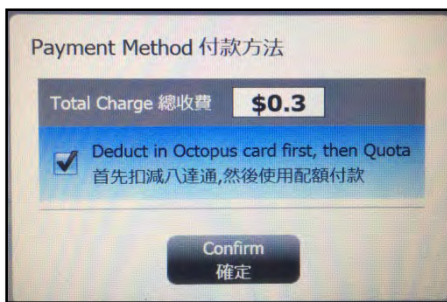 Payment Method 付款方法
Total Charge 總收費 $0.3
Deduct in Octopus card first, then Quota
首先扣減八達通,然後使用配額付款
Confirm
確定